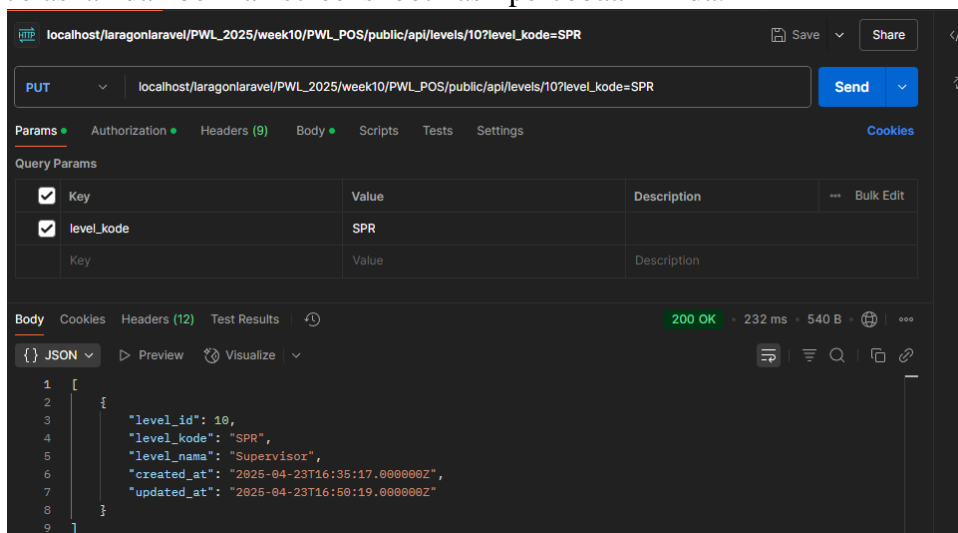 HTTP localhost/laragonlaravel/PWL_2025/week10/PWL_POS/public/api/levels/10?level_kode=SPR Save Share
PUT localhost/laragonlaravel/PWL_2025/week10/PWL_POS/public/api/levels/10?level_kode=SPR Send
Params Authorization Headers (9) Body Scripts Tests Settings Cookies
Query Params
Key Value Description Bulk Edit
level_kode SPR
Key Value Description
Body Cookies Headers (12) Test Results 200 OK 232 ms 540 B
{} JSON Preview Visualize
1 [
2 {
3 "level_id": 10,
4 "level_kode": "SPR",
5 "level_nama": "Supervisor",
6 "created_at": "2025-04-23T16:35:17.000000Z",
7 "updated_at": "2025-04-23T16:50:19.000000Z"
8 }
9 ]